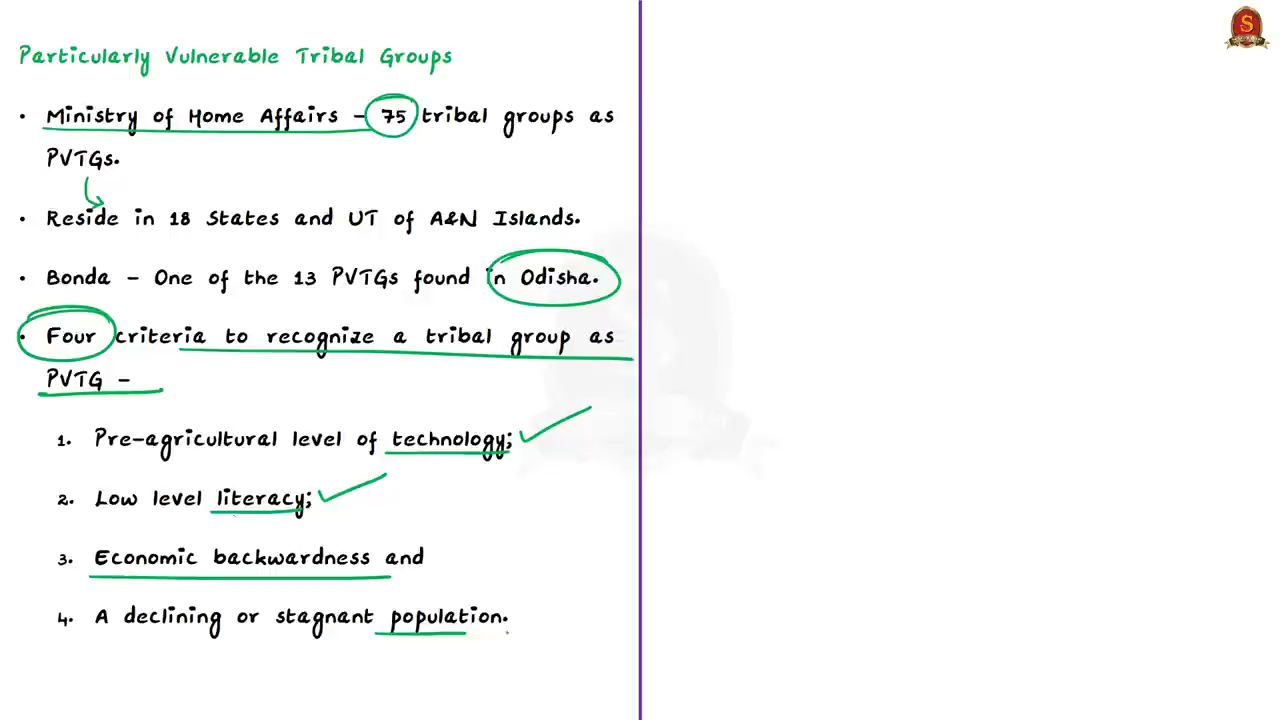 Particularly Vulnerable Tribal Groups
• Ministry of Home Affairs - 75 tribal groups as
PVTGs.
• Reside in 18 States and UT of A&N Islands.
• Bonda - One of the 13 PVTGs found in Odisha.
• Four criteria to recognize a tribal group as
PVTG -
1. Pre-agricultural level of technology;
2. Low level literacy;
3. Economic backwardness and
4. A declining or stagnant population.
S